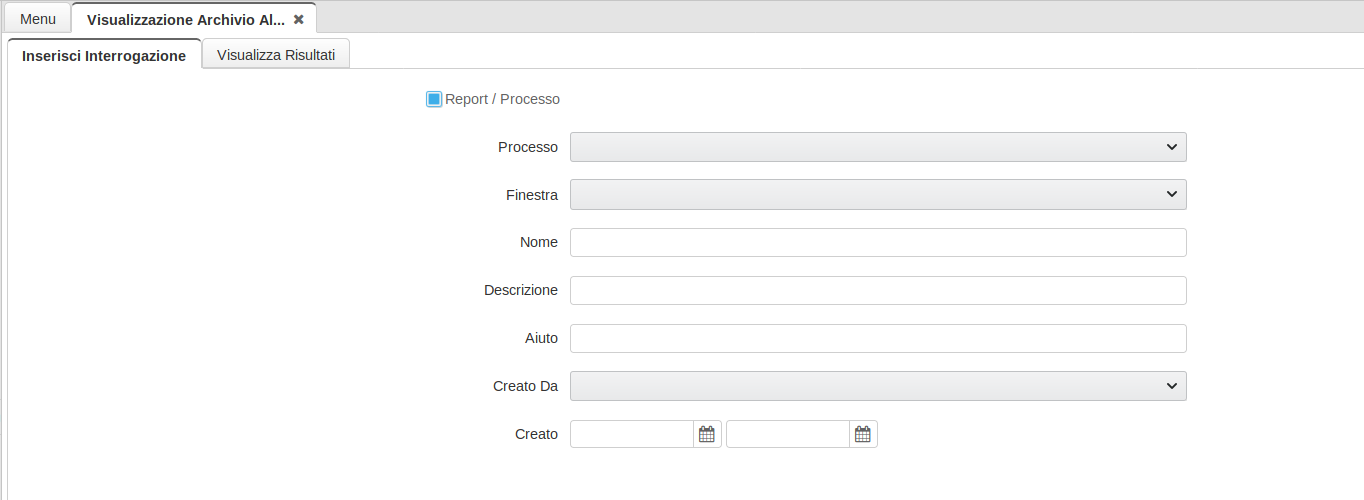 Menu
Visualizzazione Archivio Al...
Inserisci Interrogazione
Visualizza Risultati
Report / Processo
Processo
Finestra
Nome
Descrizione
Aiuto
Creato Da
Creato